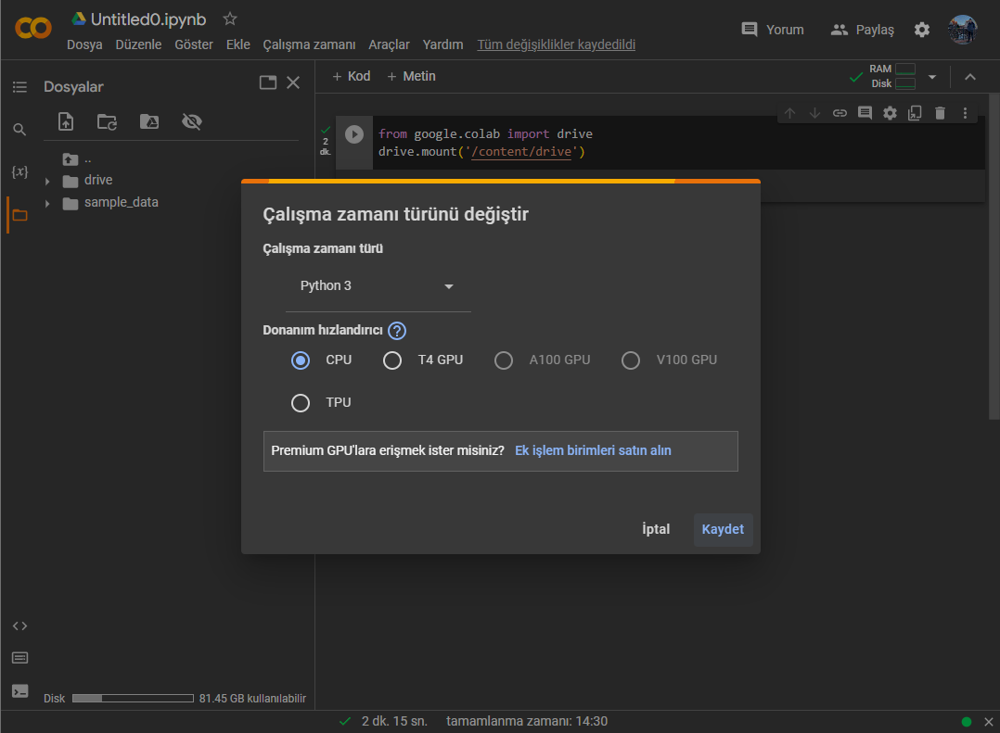 Untitled0.ipynb
Dosya Düzenle Göster Ekle Çalışma zamanı Araçlar Yardım Tüm değişiklikler kaydedildi
Yorum Paylaş
Dosyalar
+ Kod + Metin
RAM
Disk
..
drive
sample_data
2
dk.
from google.colab import drive
drive.mount('/content/drive')
{x}
Çalışma zamanı türünü değiştir
Çalışma zamanı türü
Python 3
Donanım hızlandırıcı ?
CPU T4 GPU A100 GPU V100 GPU
TPU
Premium GPU'lara erişmek ister misiniz? Ek işlem birimleri satın alın
İptal Kaydet
Disk 81.45 GB kullanılabilir
2 dk. 15 sn. tamamlanma zamanı: 14:30